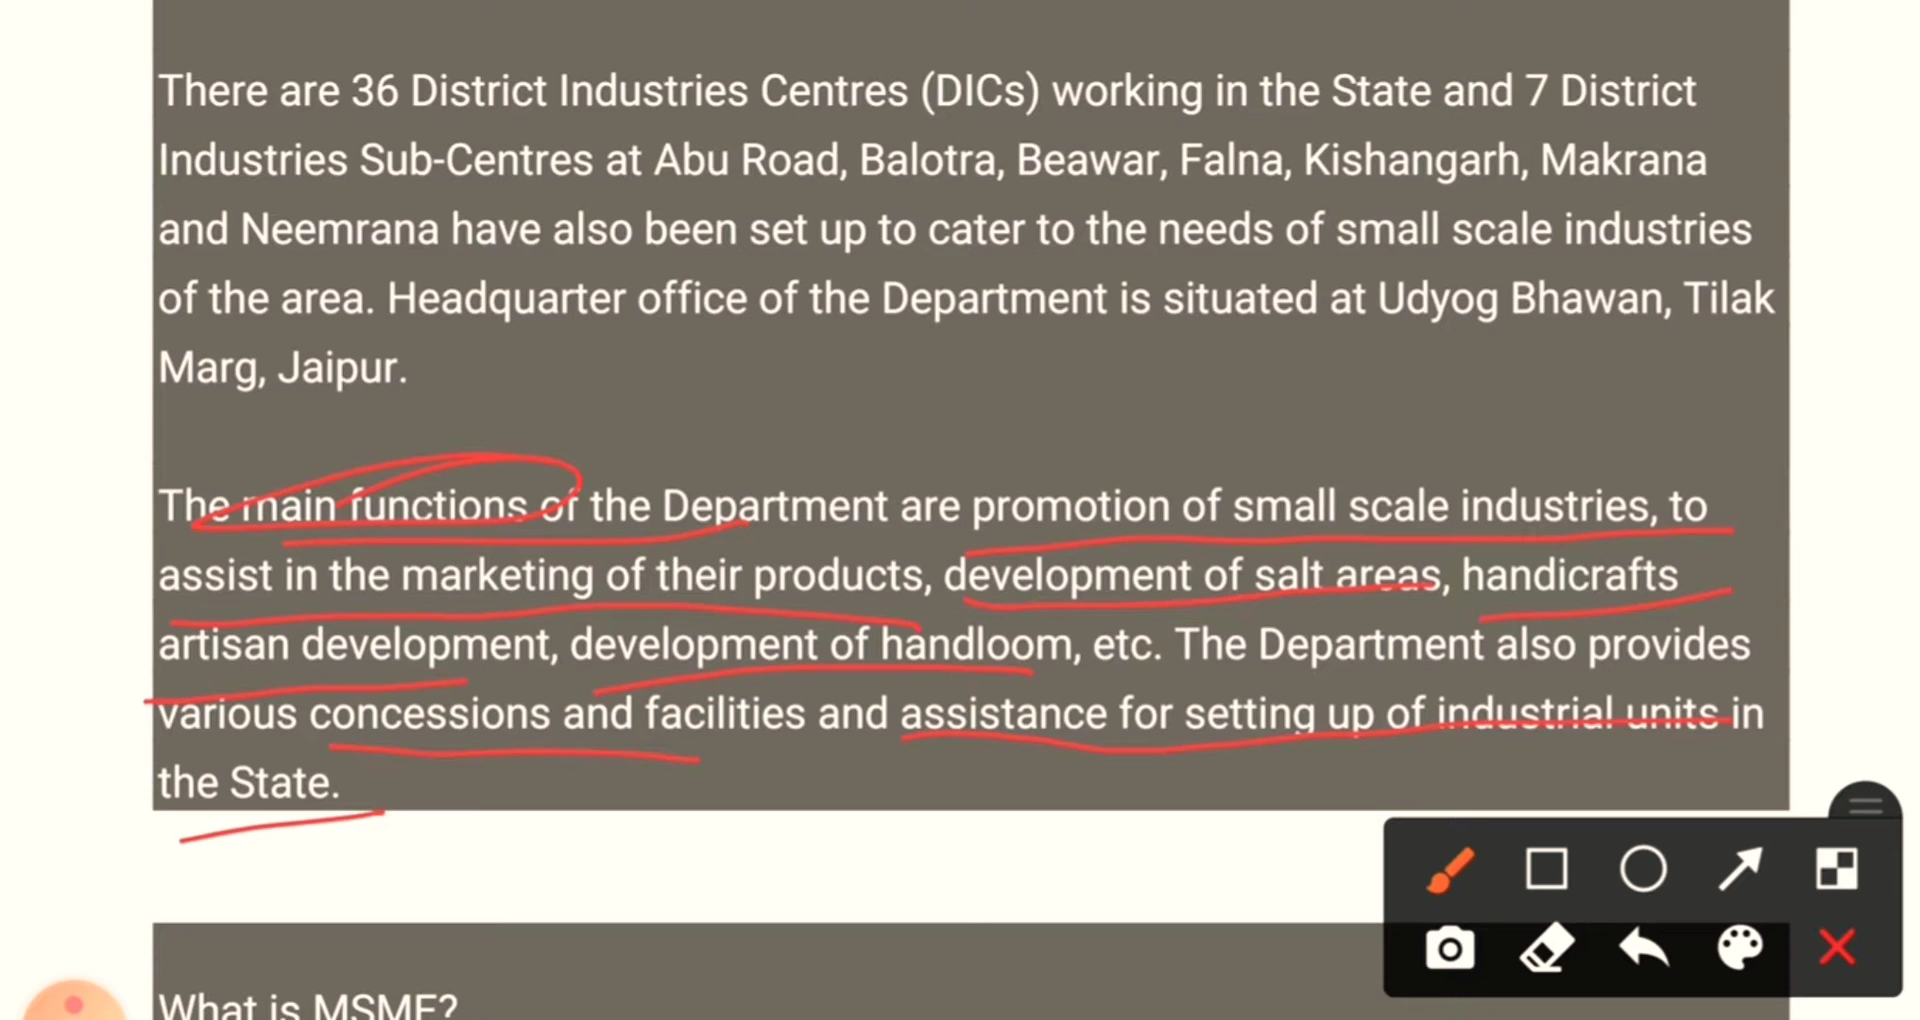 There are 36 District Industries Centres (DICs) working in the State and 7 District
Industries Sub-Centres at Abu Road, Balotra, Beawar, Falna, Kishangarh, Makrana
and Neemrana have also been set up to cater to the needs of small scale industries
of the area. Headquarter office of the Department is situated at Udyog Bhawan, Tilak
Marg, Jaipur.
The main functions of the Department are promotion of small scale industries, to
assist in the marketing of their products, development of salt areas, handicrafts
artisan development, development of handloom, etc. The Department also provides
various concessions and facilities and assistance for setting up of industrial units in
the State.
What is MSME?